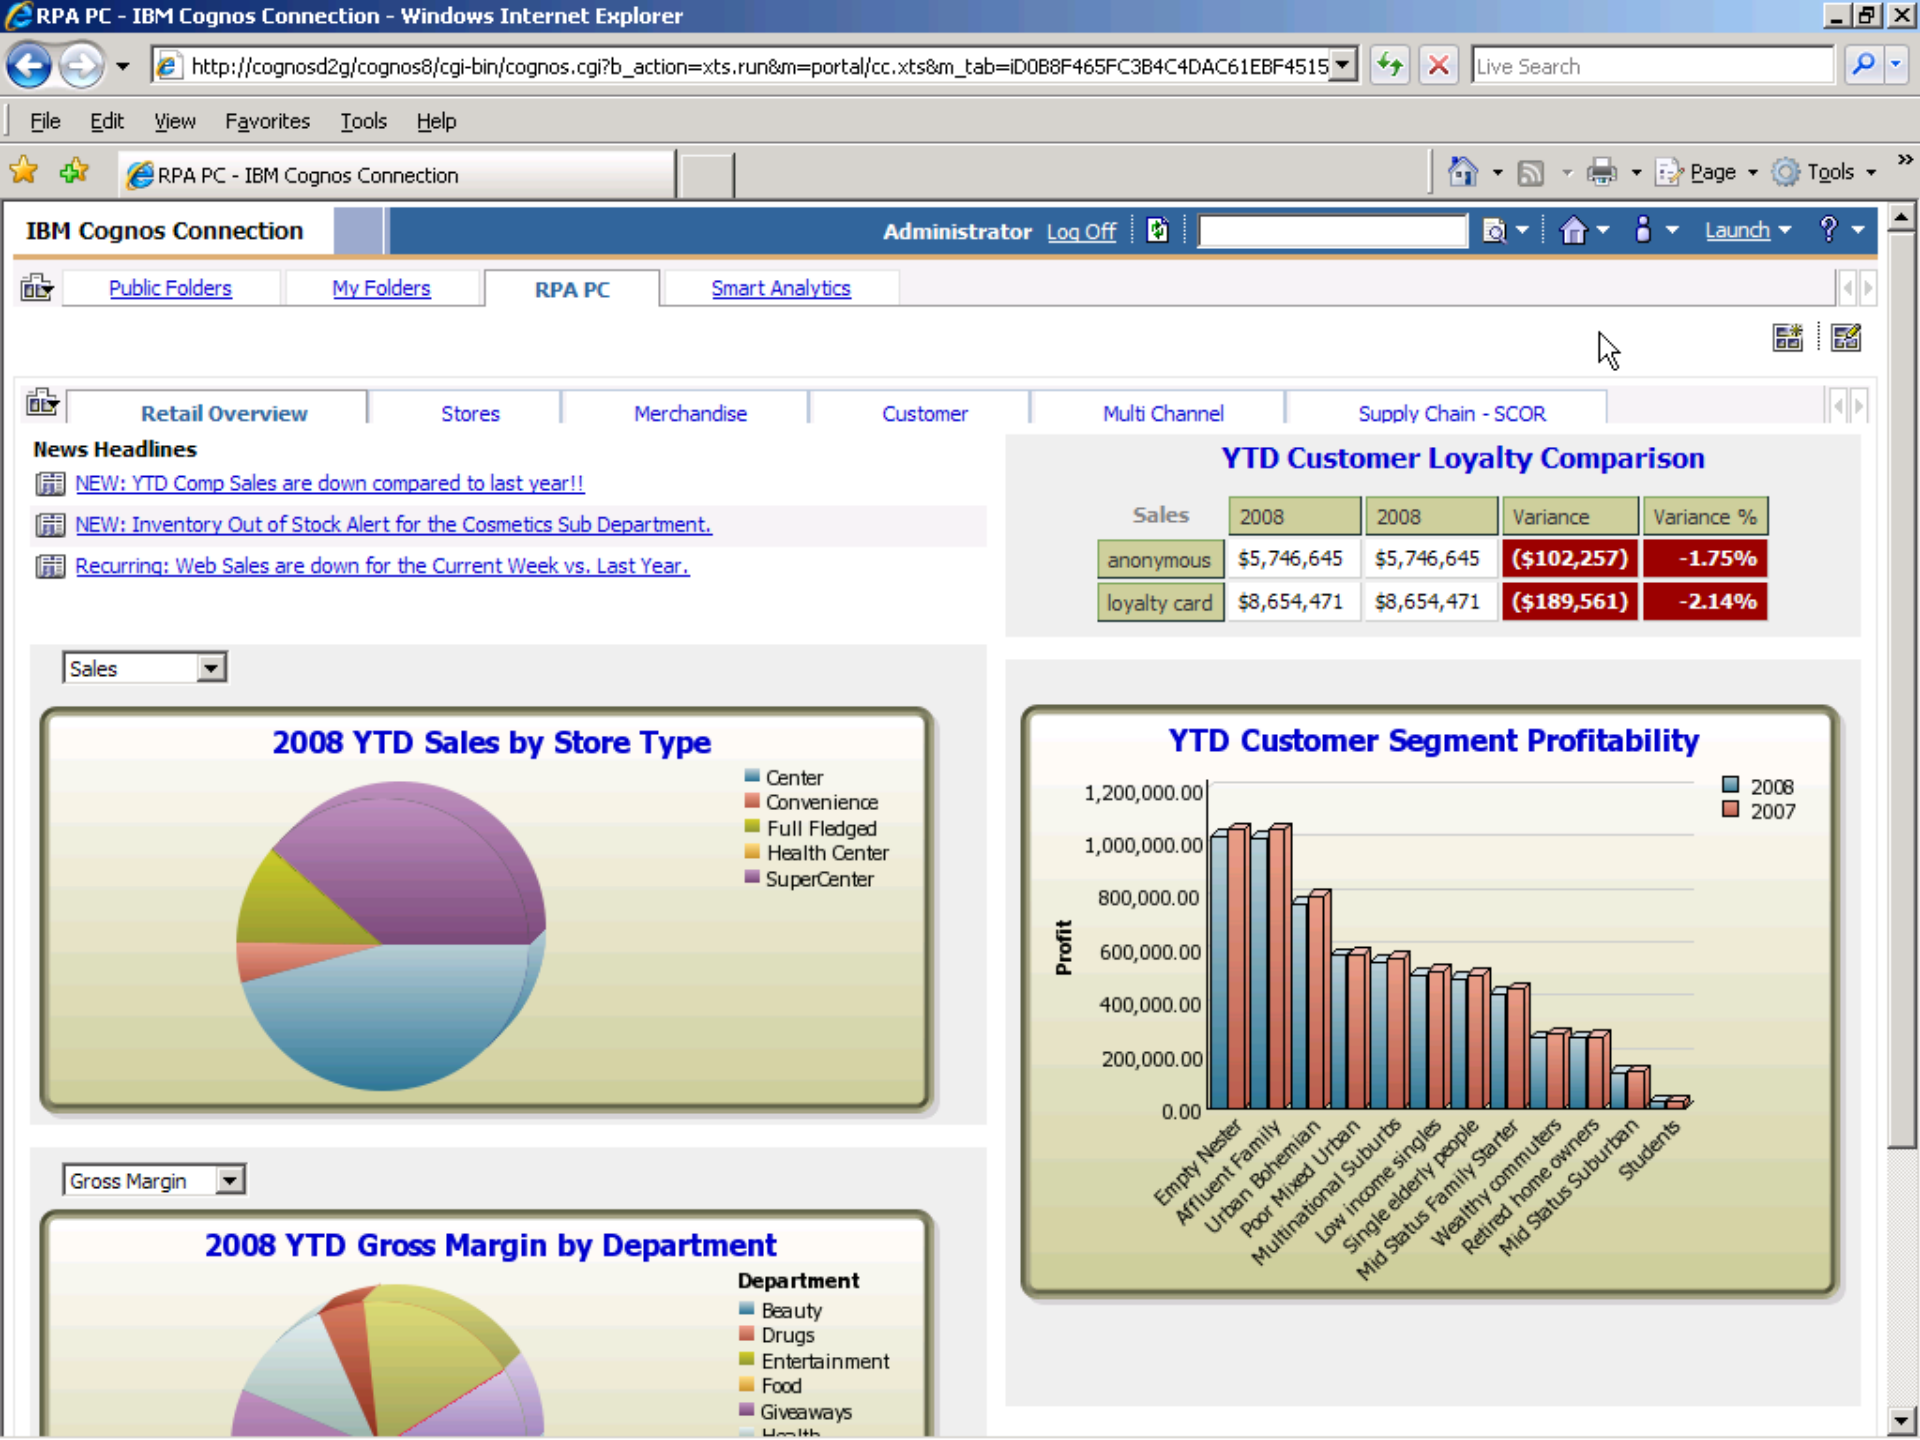 RPA PC - IBM Cognos Connection - Windows Internet Explorer
http://cognosd2g/cognos8/cgi-bin/cognos.cgi?b_action=xts.run&m=portal/cc.xts&m_tab=iD0B8F465FC3B4C4DAC61EBF4515
Live Search
File Edit View Favorites Tools Help
RPA PC - IBM Cognos Connection
Page Tools »
IBM Cognos Connection
Administrator Log Off
Launch ?
Public Folders My Folders RPA PC Smart Analytics
Retail Overview Stores Merchandise Customer Multi Channel Supply Chain - SCOR
News Headlines
NEW: YTD Comp Sales are down compared to last year!!
NEW: Inventory Out of Stock Alert for the Cosmetics Sub Department.
Recurring: Web Sales are down for the Current Week vs. Last Year.
YTD Customer Loyalty Comparison
Sales 2008 2008 Variance Variance %
anonymous $5,746,645 $5,746,645 ($102,257) -1.75%
loyalty card $8,654,471 $8,654,471 ($189,561) -2.14%
Sales
2008 YTD Sales by Store Type
Center
Convenience
Full Fledged
Health Center
SuperCenter
YTD Customer Segment Profitability
2008
2007
Profit
1,200,000.00
1,000,000.00
800,000.00
600,000.00
400,000.00
200,000.00
0.00
Empty Nester
Affluent Family
Urban Bohemian
Poor Mixed Urban
Multinational Suburbs
Low income singles
Single elderly people
Mid Status Family Starter
Wealthy commuters
Retired home owners
Mid Status Suburban
Students
Gross Margin
2008 YTD Gross Margin by Department
Department
Beauty
Drugs
Entertainment
Food
Giveaways
Health